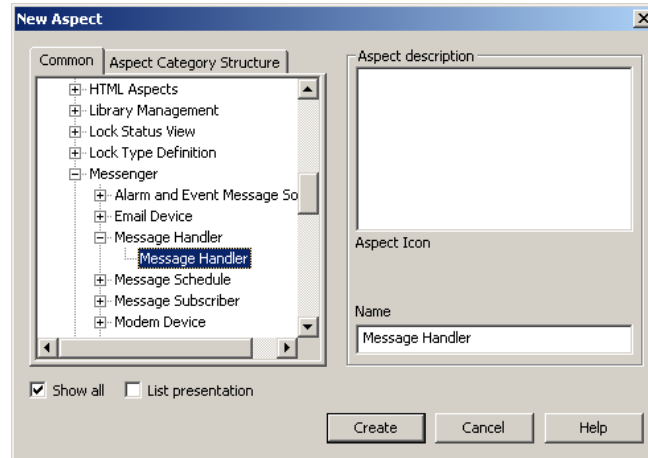 New Aspect
Common
Aspect Category Structure
HTML Aspects
Library Management
Lock Status View
Lock Type Definition
Messenger
Alarm and Event Message So
Email Device
Message Handler
Message Handler
Message Schedule
Message Subscriber
Modem Device
Show all
List presentation
Aspect description
Aspect Icon
Name
Message Handler
Create
Cancel
Help